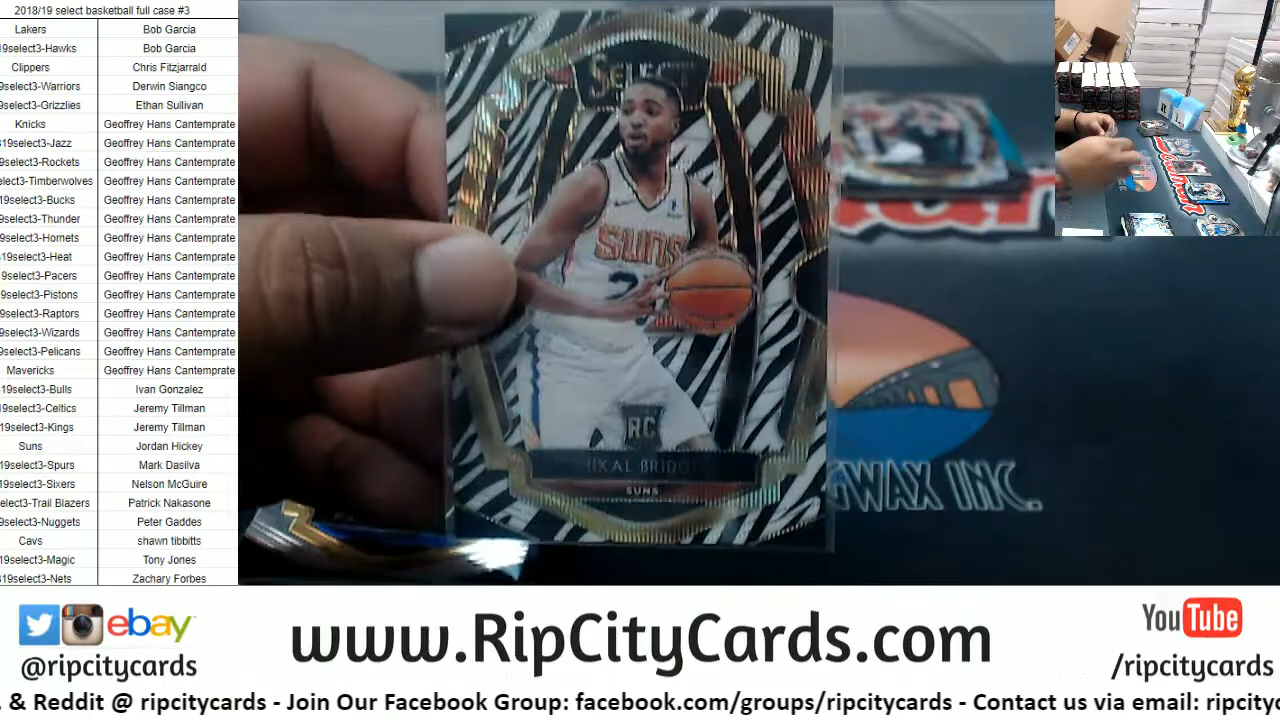 2018/19 select basketball full case #3
Lakers Bob Garcia
19select3-Hawks Bob Garcia
Clippers Chris Fitzjarrald
9select3-Warriors Derwin Siangco
9select3-Grizzlies Ethan Sullivan
Knicks Geoffrey Hans Cantemprate
19select3-Jazz Geoffrey Hans Cantemprate
9select3-Rockets Geoffrey Hans Cantemprate
elect3-Timberwolves Geoffrey Hans Cantemprate
19select3-Bucks Geoffrey Hans Cantemprate
9select3-Thunder Geoffrey Hans Cantemprate
9select3-Hornets Geoffrey Hans Cantemprate
19select3-Heat Geoffrey Hans Cantemprate
9select3-Pacers Geoffrey Hans Cantemprate
9select3-Pistons Geoffrey Hans Cantemprate
9select3-Raptors Geoffrey Hans Cantemprate
9select3-Wizards Geoffrey Hans Cantemprate
9select3-Pelicans Geoffrey Hans Cantemprate
Mavericks Geoffrey Hans Cantemprate
19select3-Bulls Ivan Gonzalez
19select3-Celtics Jeremy Tillman
19select3-Kings Jeremy Tillman
Suns Jordan Hickey
19select3-Spurs Mark Dasilva
9select3-Sixers Nelson McGuire
elect3-Trail Blazers Patrick Nakasone
9select3-Nuggets Peter Gaddes
Cavs shawn tibbitts
19select3-Magic Tony Jones
19select3-Nets Zachary Forbes
SELECT
SUNS
RC
IKAL BRIDG
SUNS
GWAX INC.
ebay
@ripcitycards
www.RipCityCards.com
YouTube
/ripcitycards
& Reddit @ ripcitycards - Join Our Facebook Group: facebook.com/groups/ripcitycards - Contact us via email: ripcity